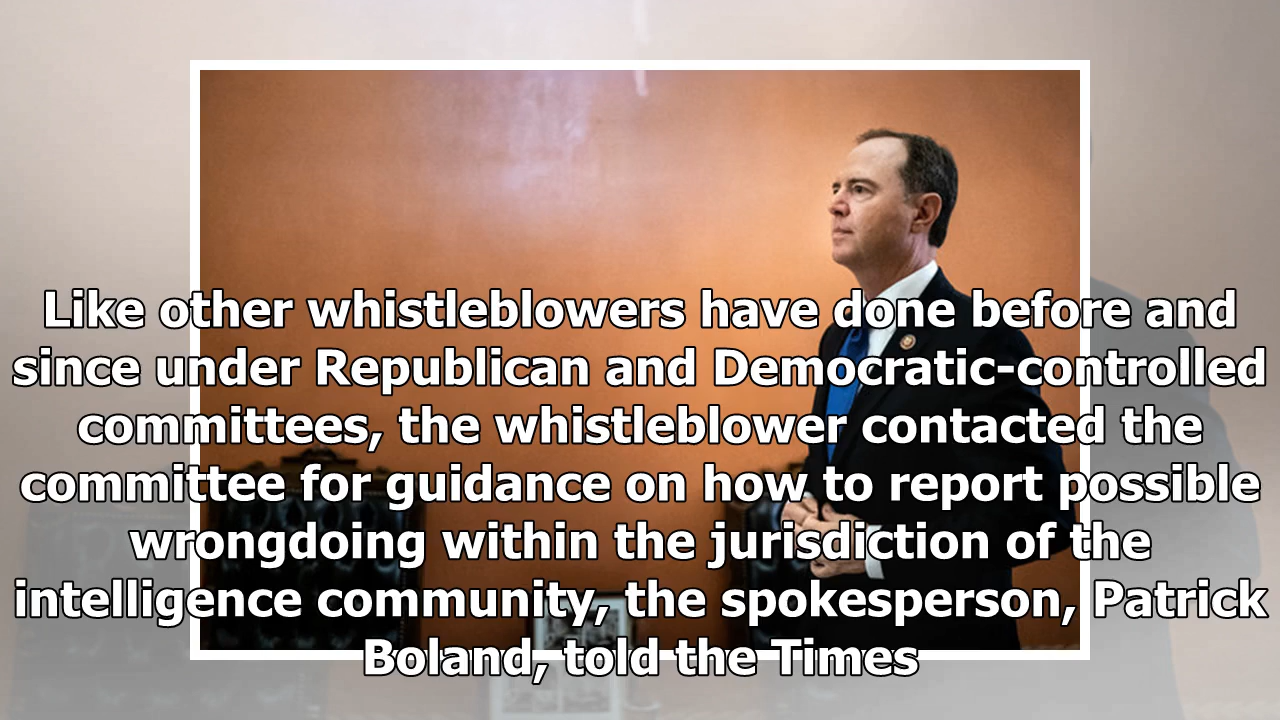 Like other whistleblowers have done before and
since under Republican and Democratic-controlled
committees, the whistleblower contacted the
committee for guidance on how to report possible
wrongdoing within the jurisdiction of the
intelligence community, the spokesperson, Patrick
Boland, told the Times